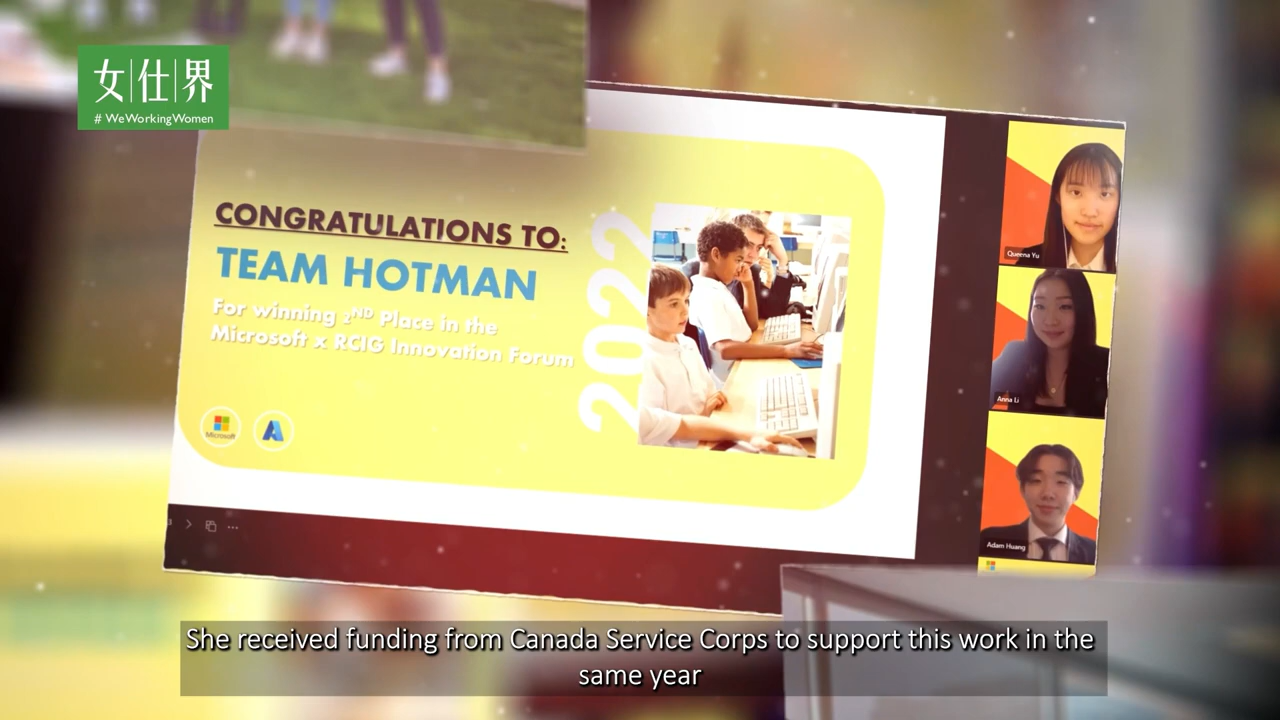 女|仕|界
# WeWorkingWomen
CONGRATULATIONS TO:
TEAM HOTMAN
For winning 2ND Place in the
Microsoft x RCIG Innovation Forum
2022
Microsoft
Queena Yu
Anna Li
Adam Huang
She received funding from Canada Service Corps to support this work in the
same year